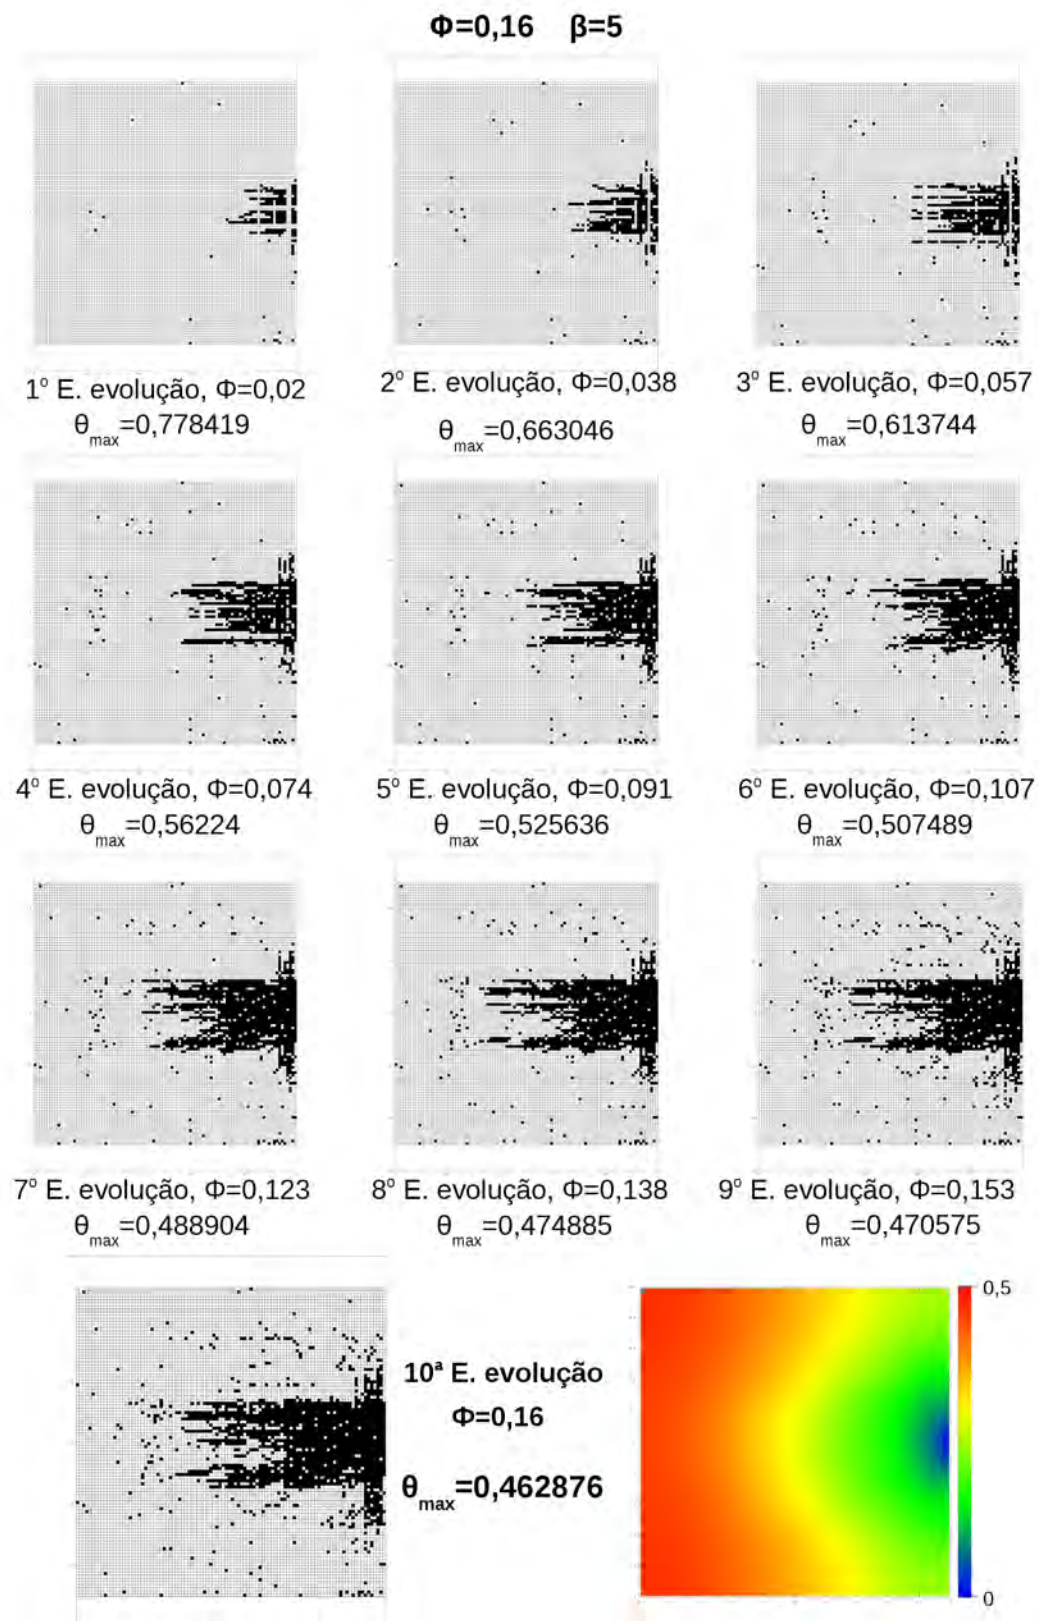 Φ=0,16 β=5
1º E. evolução, Φ=0,02
θmax=0,778419
2º E. evolução, Φ=0,038
θmax=0,663046
3º E. evolução, Φ=0,057
θmax=0,613744
4º E. evolução, Φ=0,074
θmax=0,56224
5º E. evolução, Φ=0,091
θmax=0,525636
6º E. evolução, Φ=0,107
θmax=0,507489
7º E. evolução, Φ=0,123
θmax=0,488904
8º E. evolução, Φ=0,138
θmax=0,474885
9º E. evolução, Φ=0,153
θmax=0,470575
10ª E. evolução
Φ=0,16
θmax=0,462876
0,5
0